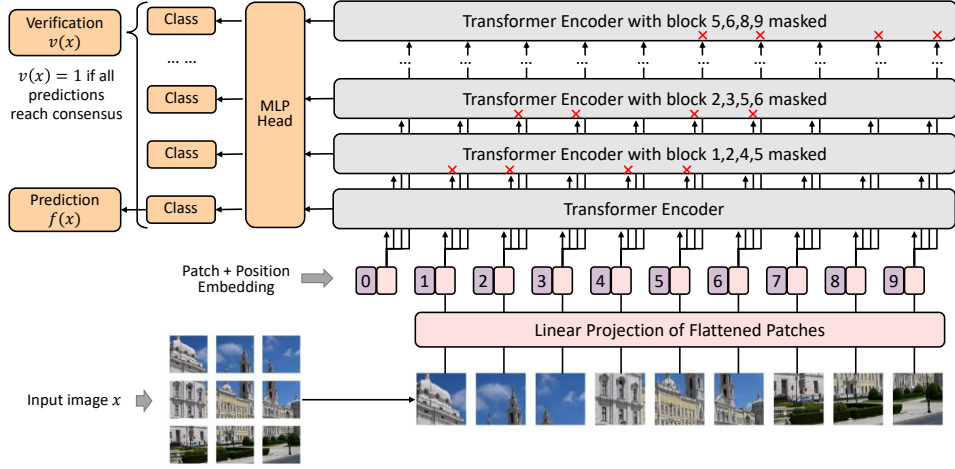 Verification
v(x)
v(x) = 1 if all
predictions
reach consensus
Prediction
f(x)
Class
... ...
Class
Class
Class
MLP
Head
Transformer Encoder with block 5,6,8,9 masked
... ... ... ... ... ... ... ... ... ...
Transformer Encoder with block 2,3,5,6 masked
Transformer Encoder with block 1,2,4,5 masked
Transformer Encoder
Patch + Position
Embedding
0 1 2 3 4 5 6 7 8 9
Linear Projection of Flattened Patches
Input image x